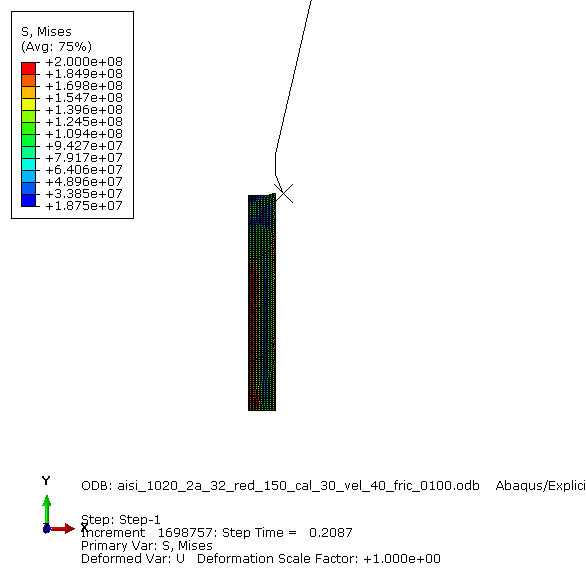 S, Mises
(Avg: 75%)
+2.000e+08
+1.849e+08
+1.698e+08
+1.547e+08
+1.396e+08
+1.245e+08
+1.094e+08
+9.427e+07
+7.917e+07
+6.406e+07
+4.896e+07
+3.385e+07
+1.875e+07
Y
X
ODB: aisi_1020_2a_32_red_150_cal_30_vel_40_fric_0100.odb Abaqus/Explici
Step: Step-1
Increment 1698757: Step Time = 0.2087
Primary Var: S, Mises
Deformed Var: U Deformation Scale Factor: +1.000e+00